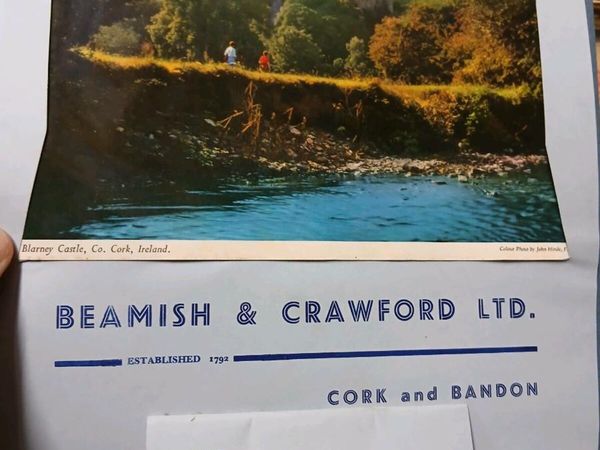 Blarney Castle, Co. Cork, Ireland.
Colour Photo by John Hinde, F
BEAMISH & CRAWFORD LTD.
ESTABLISHED 1792
CORK and BANDON